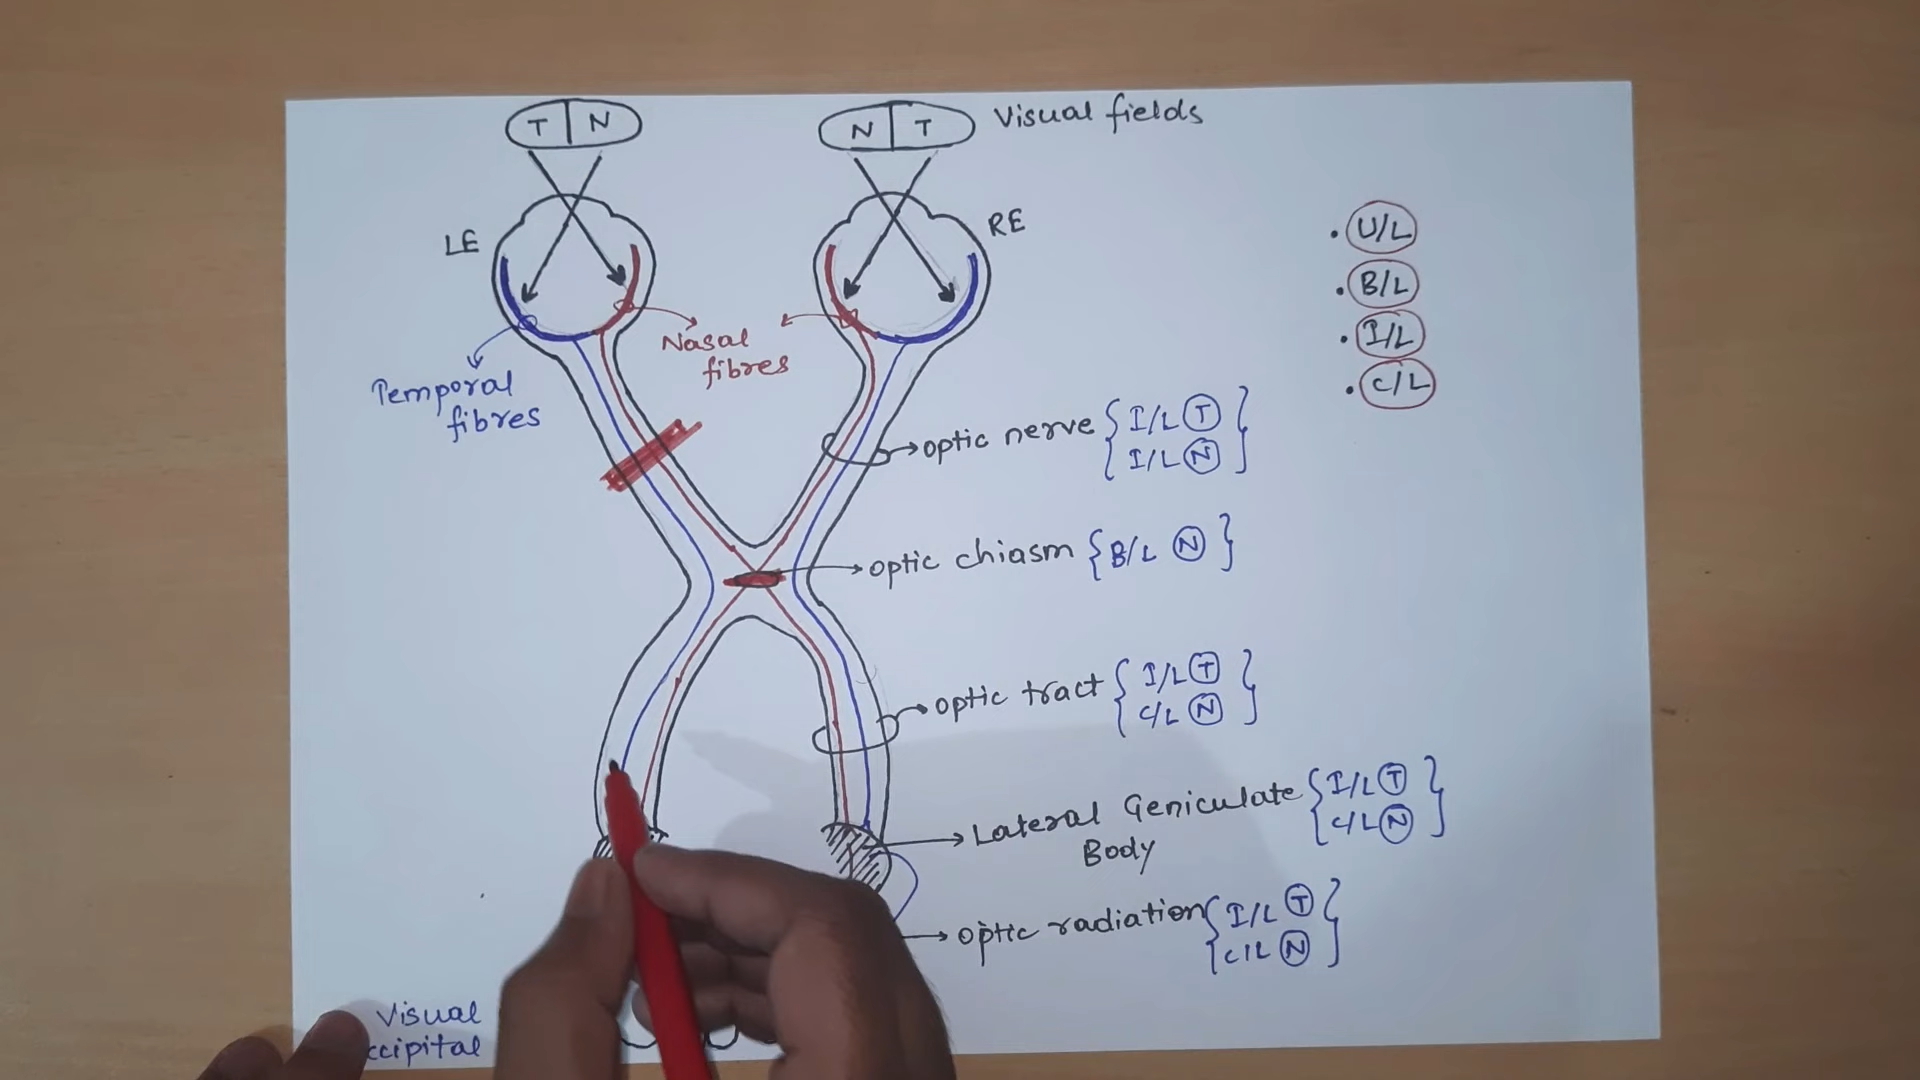 T N
N T
Visual fields
LE
RE
U/L
B/L
I/L
C/L
Nasal
fibres
Temporal
fibres
optic nerve { I/L T }
{ I/L N }
optic chiasm { B/L N }
optic tract { I/L T }
{ C/L N }
Lateral Geniculate { I/L T }
Body { C/L N }
optic radiation { I/L T }
{ C/L N }
Visual
ccipital